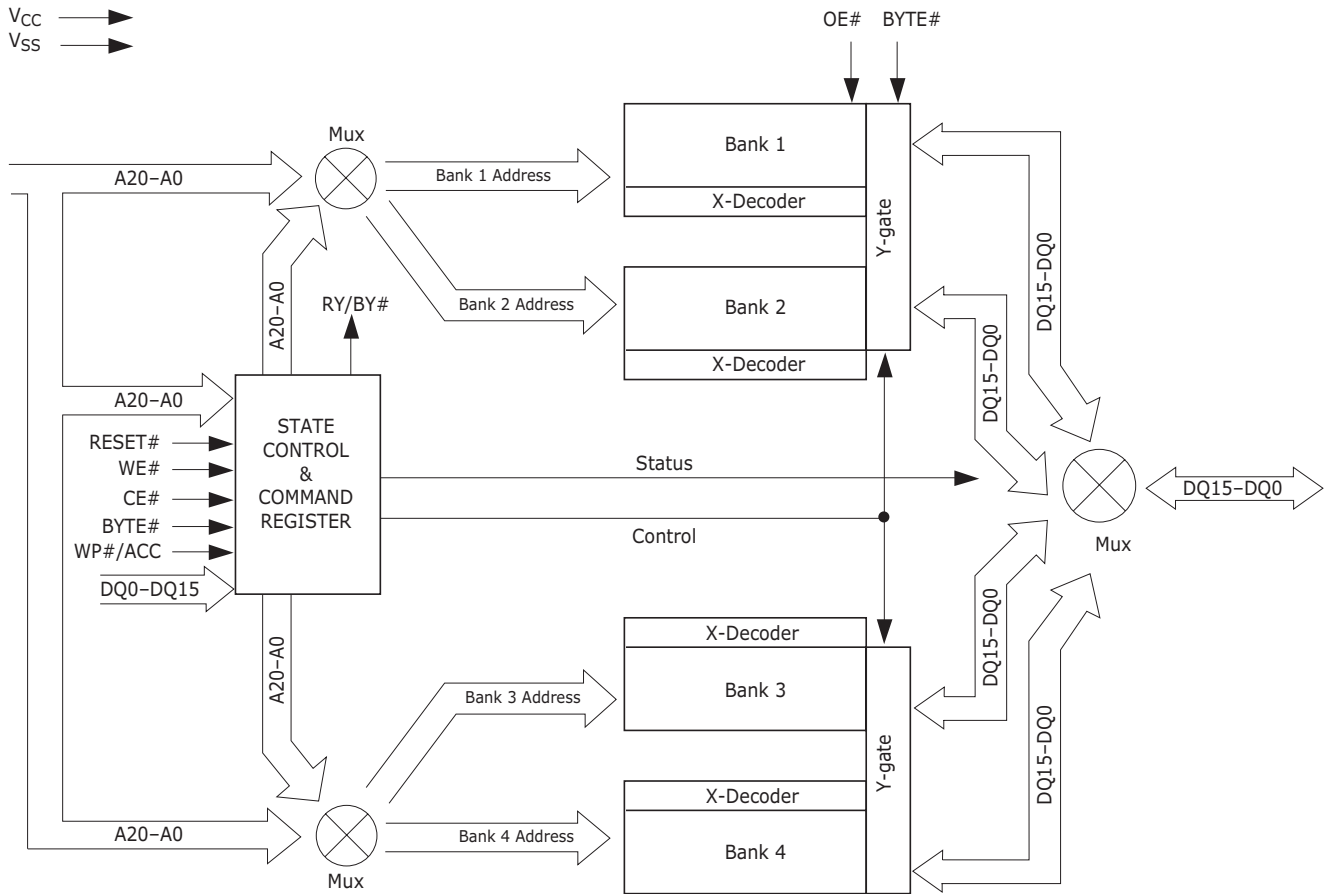 VCC
VSS
OE# BYTE#
Mux
A20–A0
Bank 1 Address
Bank 1
X-Decoder
Y-gate
DQ15–DQ0
A20–A0
RY/BY#
Bank 2 Address
Bank 2
X-Decoder
DQ15–DQ0
A20–A0
RESET#
WE#
CE#
BYTE#
WP#/ACC
DQ0–DQ15
STATE
CONTROL
&
COMMAND
REGISTER
Status
Control
DQ15–DQ0
Mux
A20–A0
X-Decoder
Bank 3
Bank 3 Address
Y-gate
DQ15–DQ0
DQ15–DQ0
X-Decoder
Bank 4
Bank 4 Address
A20–A0
Mux